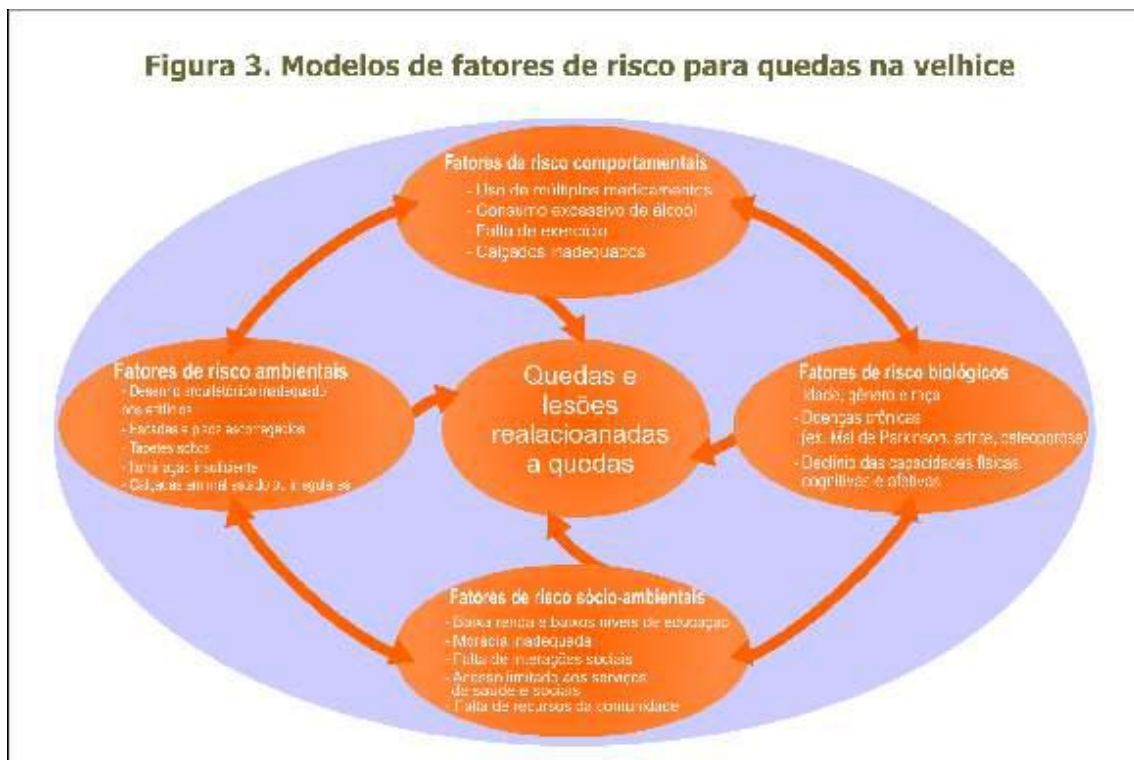 Figura 3. Modelos de fatores de risco para quedas na velhice
Fatores de risco comportamentais
- Uso de múltiplos medicamentos
- Consumo excessivo de álcool
Falta de exercício
- Calçados inadequados
Fatores de risco ambientais
- Desenho arquitetônico inadequado
nos edifícios
- Escadas e pisos escorregadios
- Tapetes soltos
- Iluminação insuficiente
- Calçadas em mal estado ou irregulares
Quedas e
lesões
realacioanadas
a quedas
Fatores de risco biológicos
Idade, gênero e raça
- Doenças crônicas
(ex. Mal de Parkinson, artrite, osteoporose)
- Declínio das capacidades físicas,
cognitivas e afetivas
Fatores de risco sócio-ambientais
- Baixa renda e baixos níveis de educação
- Moradia inadequada
- Falta de interações sociais
- Acesso limitado aos serviços
de saúde e sociais
- Falta de recursos da comunidade